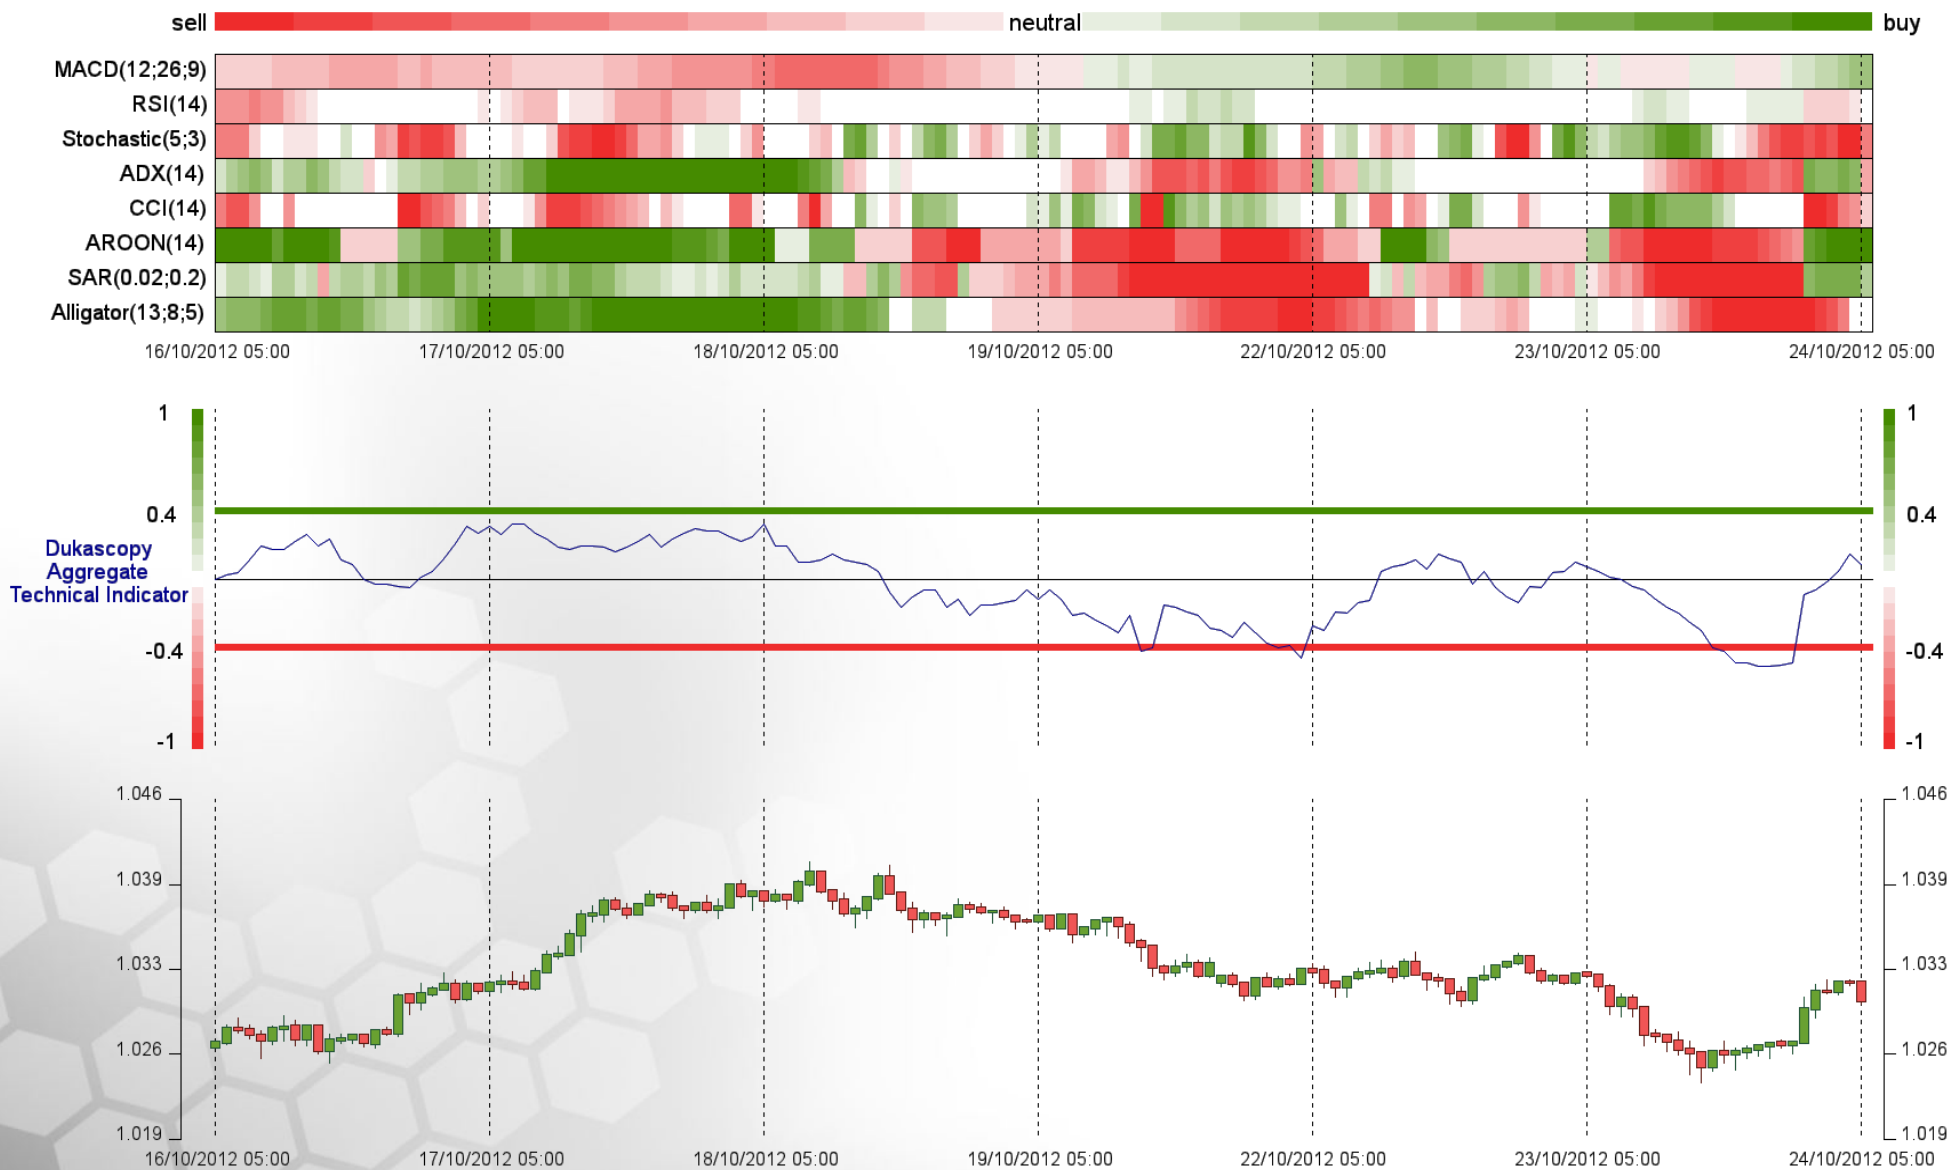 sell neutral buy
MACD(12;26;9)
RSI(14)
Stochastic(5;3)
ADX(14)
CCI(14)
AROON(14)
SAR(0.02;0.2)
Alligator(13;8;5)
16/10/2012 05:00 17/10/2012 05:00 18/10/2012 05:00 19/10/2012 05:00 22/10/2012 05:00 23/10/2012 05:00 24/10/2012 05:00
1 1
0.4 0.4
Dukascopy
Aggregate
Technical Indicator
-0.4 -0.4
-1 -1
1.046 1.046
1.039 1.039
1.033 1.033
1.026 1.026
1.019 1.019
16/10/2012 05:00 17/10/2012 05:00 18/10/2012 05:00 19/10/2012 05:00 22/10/2012 05:00 23/10/2012 05:00 24/10/2012 05:00